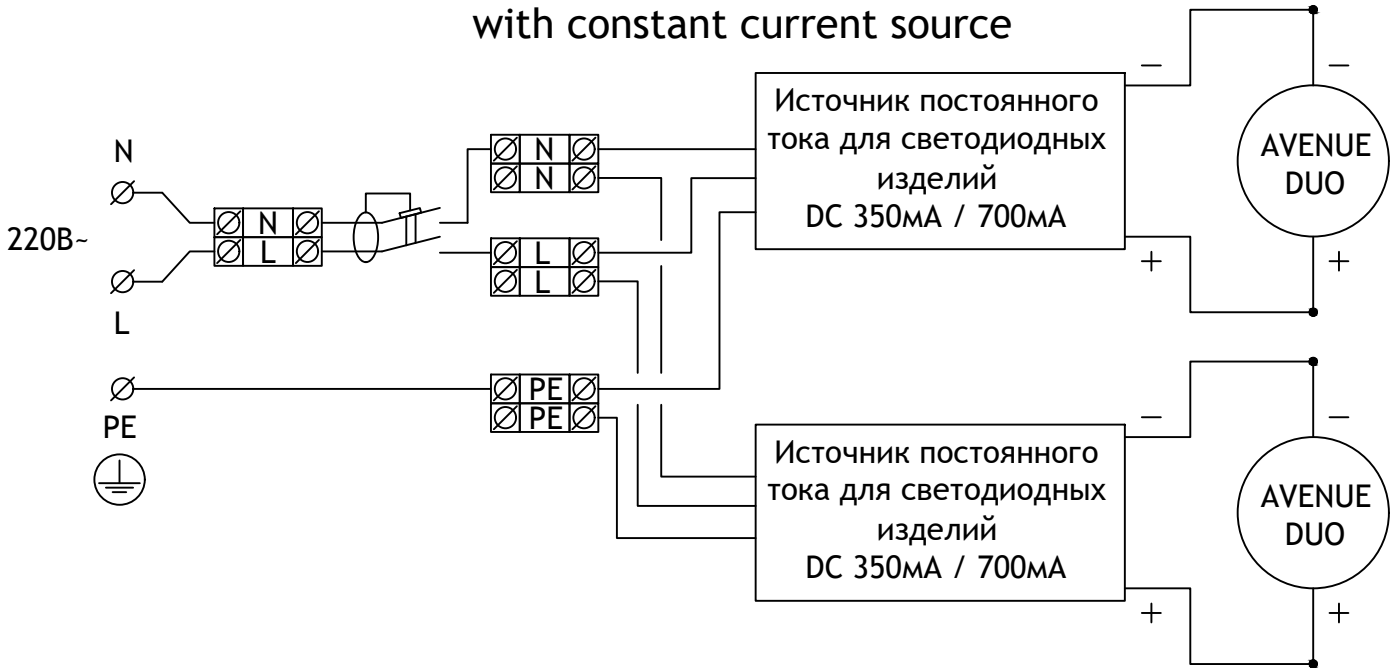 with constant current source
Источник постоянного
тока для светодиодных
изделий
DC 350мА / 700мА
AVENUE
DUO
N
N
N
N
L
220В~
L
L
L
PE
PE
PE
Источник постоянного
тока для светодиодных
изделий
DC 350мА / 700мА
AVENUE
DUO
−
−
+
+
−
−
+
+